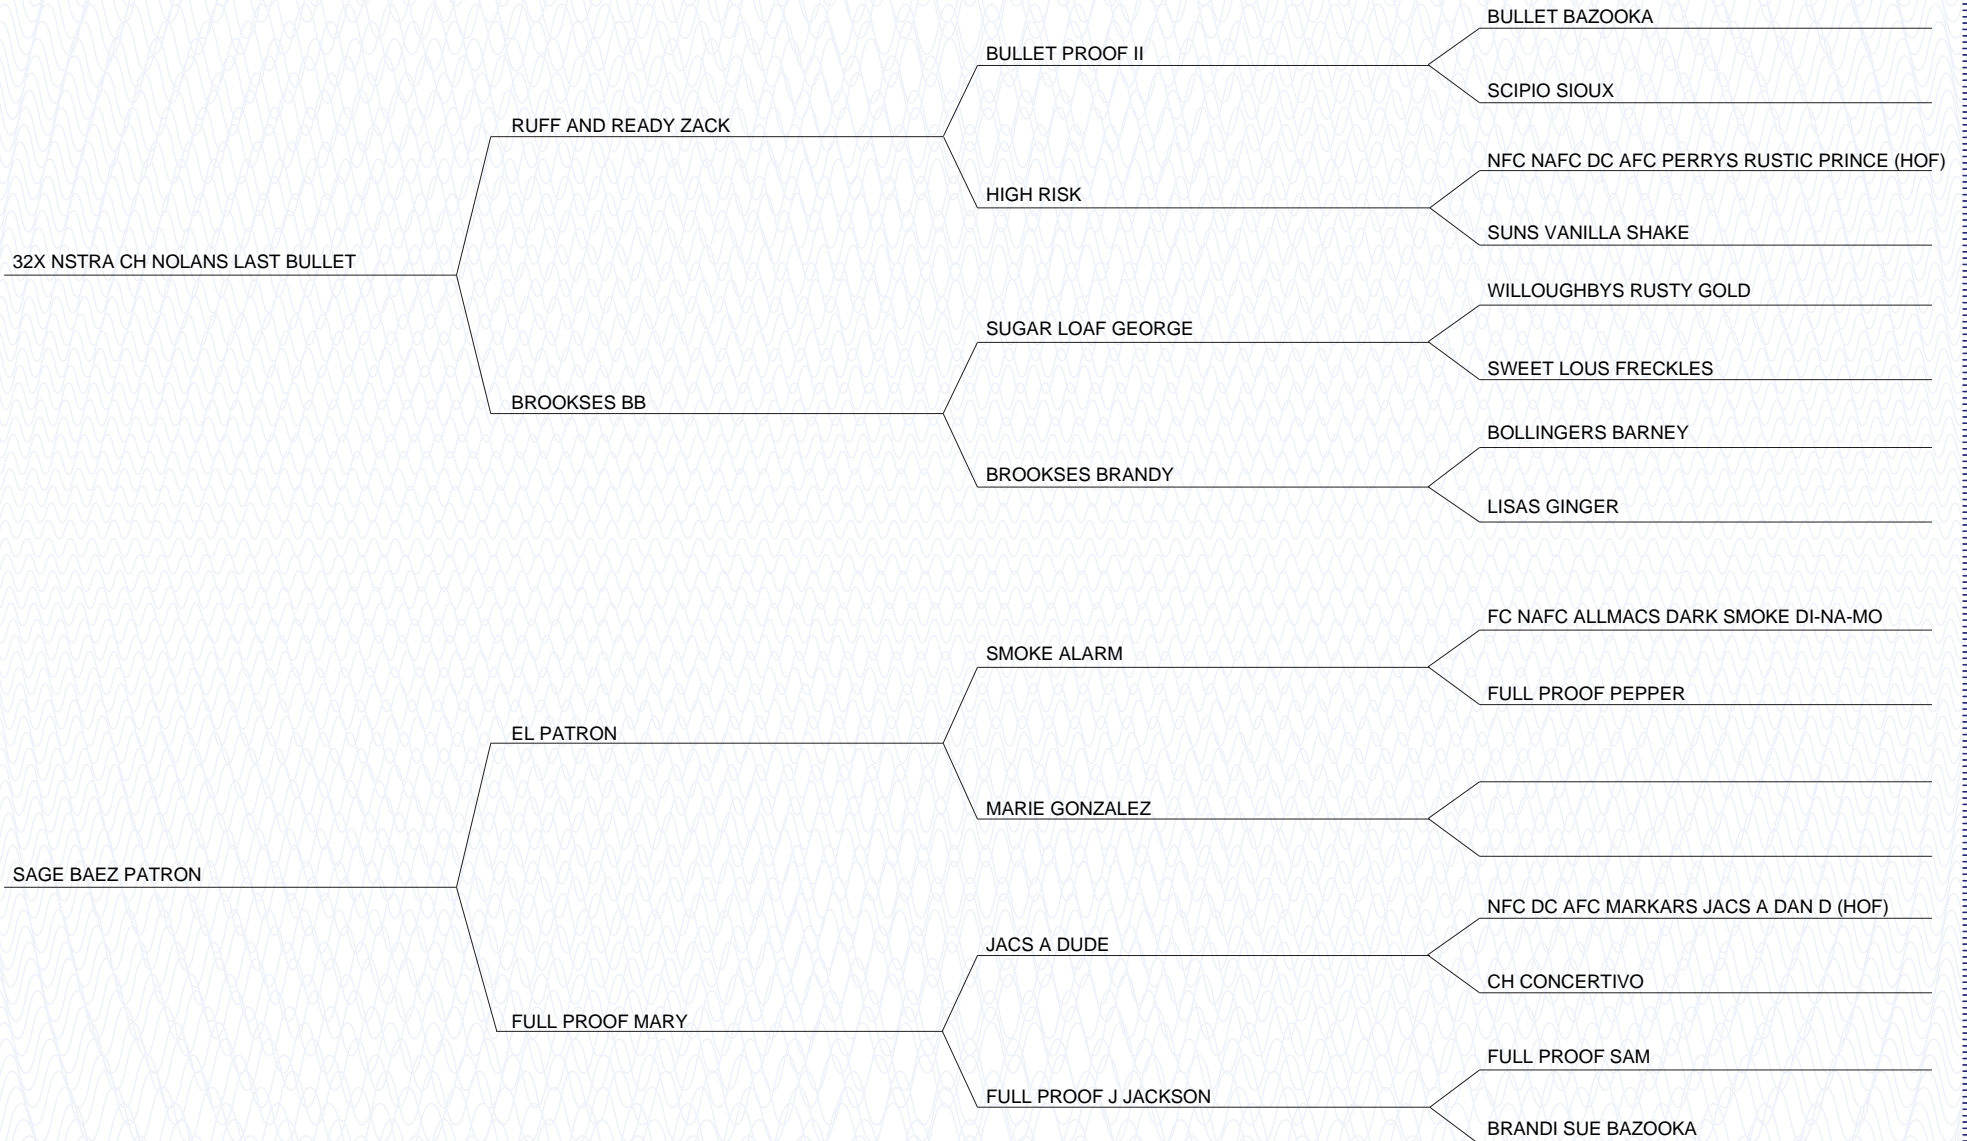 BULLET BAZOOKA
BULLET PROOF II
SCIPIO SIOUX
RUFF AND READY ZACK
NFC NAFC DC AFC PERRYS RUSTIC PRINCE (HOF)
HIGH RISK
SUNS VANILLA SHAKE
32X NSTRA CH NOLANS LAST BULLET
WILLOUGHBYS RUSTY GOLD
SUGAR LOAF GEORGE
SWEET LOUS FRECKLES
BROOKSES BB
BOLLINGERS BARNEY
BROOKSES BRANDY
LISAS GINGER
FC NAFC ALLMACS DARK SMOKE DI-NA-MO
SMOKE ALARM
FULL PROOF PEPPER
EL PATRON
MARIE GONZALEZ
SAGE BAEZ PATRON
NFC DC AFC MARKARS JACS A DAN D (HOF)
JACS A DUDE
CH CONCERTIVO
FULL PROOF MARY
FULL PROOF SAM
FULL PROOF J JACKSON
BRANDI SUE BAZOOKA